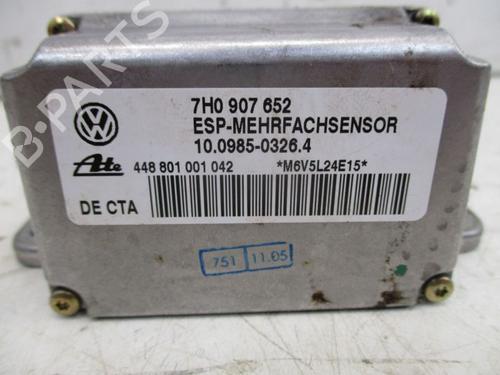 7H0 907 652
ESP-MEHRFACHSENSOR
10.0985-0326.4
Ate 448 801 001 042 *M6V5L24E15*
DE CTA
751 11.05